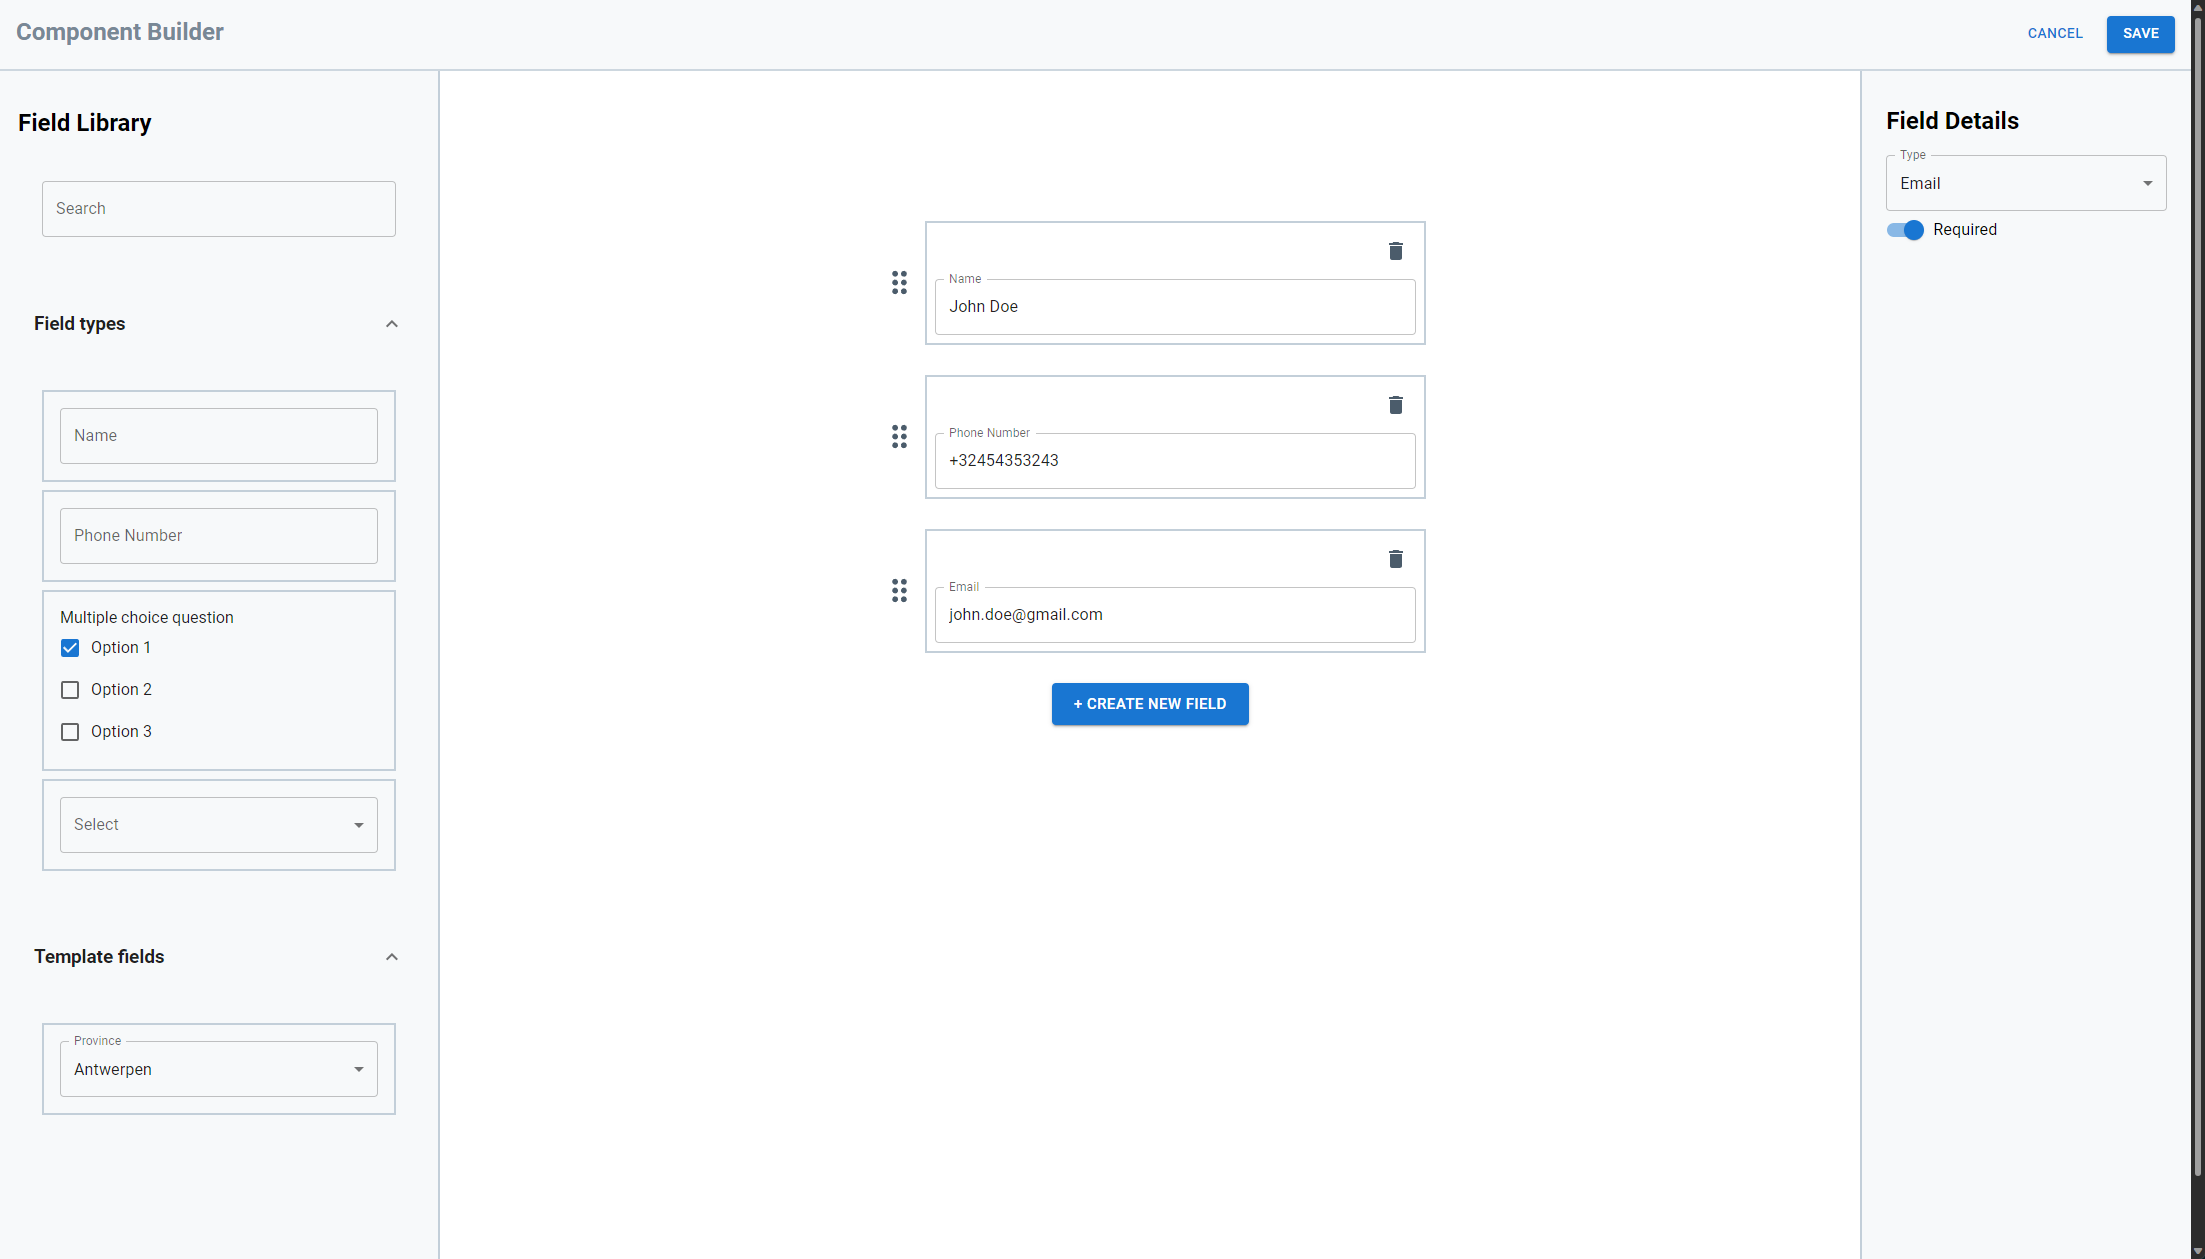 Component Builder
CANCEL
SAVE
Field Library
Search
Field types
Name
Phone Number
Multiple choice question
Option 1
Option 2
Option 3
Select
Template fields
Province
Antwerpen
Name
John Doe
Phone Number
+32454353243
Email
john.doe@gmail.com
+ CREATE NEW FIELD
Field Details
Type
Email
Required